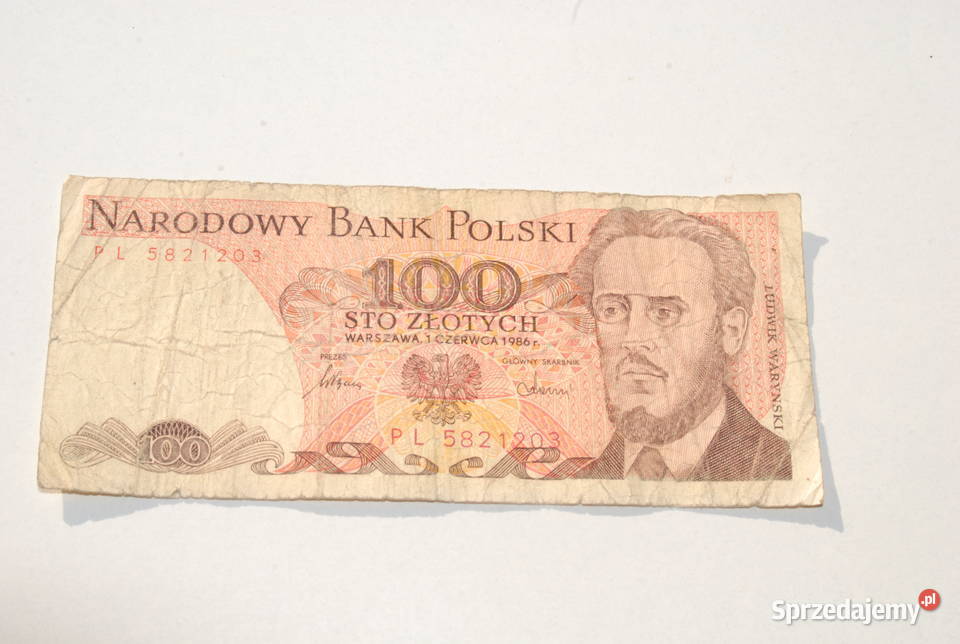 NARODOWY BANK POLSKI
PL 5821203
100
STO ZŁOTYCH
WARSZAWA, 1 CZERWCA 1986 r.
PREZES
GŁÓWNY SKARBNIK
PL 5821203
100
LUDWIK WARYŃSKI
Sprzedajemy.pl